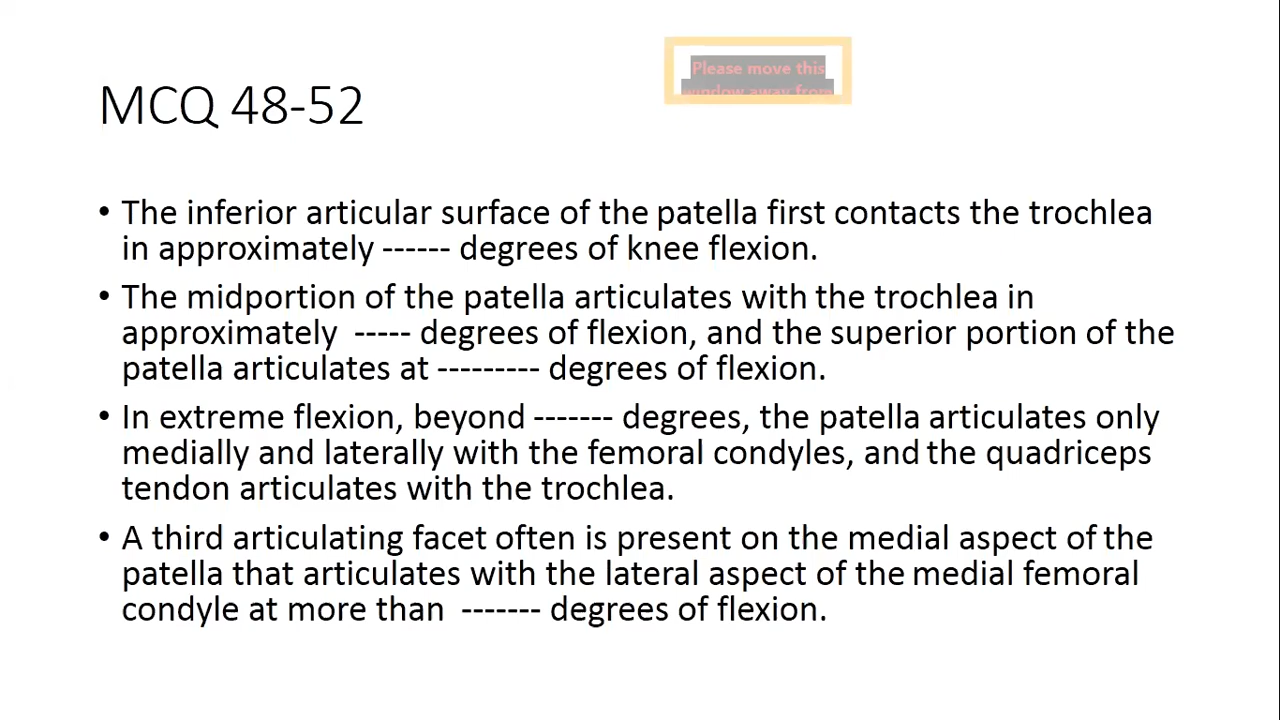 Please move this
window away from
MCQ 48-52
• The inferior articular surface of the patella first contacts the trochlea
in approximately ------ degrees of knee flexion.
• The midportion of the patella articulates with the trochlea in
approximately ----- degrees of flexion, and the superior portion of the
patella articulates at --------- degrees of flexion.
• In extreme flexion, beyond ------- degrees, the patella articulates only
medially and laterally with the femoral condyles, and the quadriceps
tendon articulates with the trochlea.
• A third articulating facet often is present on the medial aspect of the
patella that articulates with the lateral aspect of the medial femoral
condyle at more than ------- degrees of flexion.